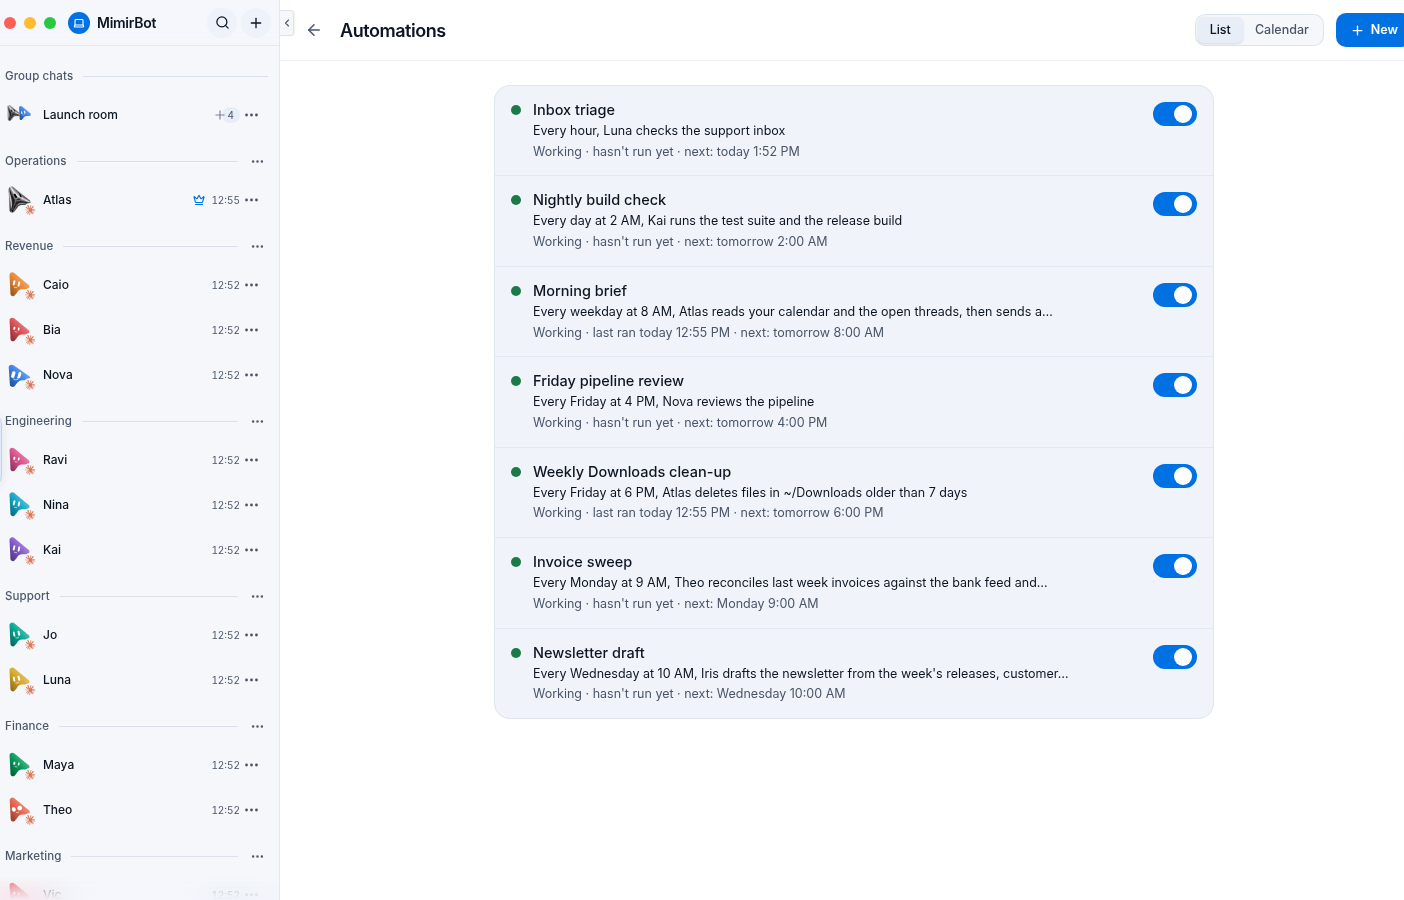 MimirBot
Group chats
Launch room
+4
Operations
Atlas
12:55
Revenue
Caio
12:52
Bia
12:52
Nova
12:52
Engineering
Ravi
12:52
Nina
12:52
Kai
12:52
Support
Jo
12:52
Luna
12:52
Finance
Maya
12:52
Theo
12:52
Marketing
Vic
12:52
Automations
List
Calendar
+ New
Inbox triage
Every hour, Luna checks the support inbox
Working · hasn't run yet · next: today 1:52 PM
Nightly build check
Every day at 2 AM, Kai runs the test suite and the release build
Working · hasn't run yet · next: tomorrow 2:00 AM
Morning brief
Every weekday at 8 AM, Atlas reads your calendar and the open threads, then sends a...
Working · last ran today 12:55 PM · next: tomorrow 8:00 AM
Friday pipeline review
Every Friday at 4 PM, Nova reviews the pipeline
Working · hasn't run yet · next: tomorrow 4:00 PM
Weekly Downloads clean-up
Every Friday at 6 PM, Atlas deletes files in ~/Downloads older than 7 days
Working · last ran today 12:55 PM · next: tomorrow 6:00 PM
Invoice sweep
Every Monday at 9 AM, Theo reconciles last week invoices against the bank feed and...
Working · hasn't run yet · next: Monday 9:00 AM
Newsletter draft
Every Wednesday at 10 AM, Iris drafts the newsletter from the week's releases, customer...
Working · hasn't run yet · next: Wednesday 10:00 AM